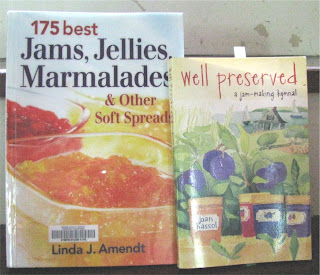 175 best
Jams, Jellies,
Marmalades
& Other
Soft Spreads
Linda J. Amendt
well preserved
a jam-making hymnal
Joan
Hassol